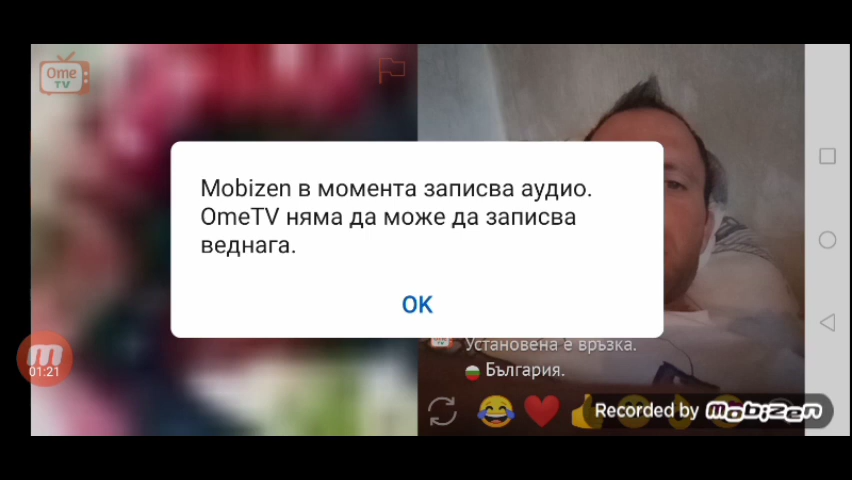 Ome
TV
Mobizen в момента записва аудио.
OmeTV няма да може да записва
веднага.
OK
Установена е връзка.
България.
01:21
Recorded by Mobizen